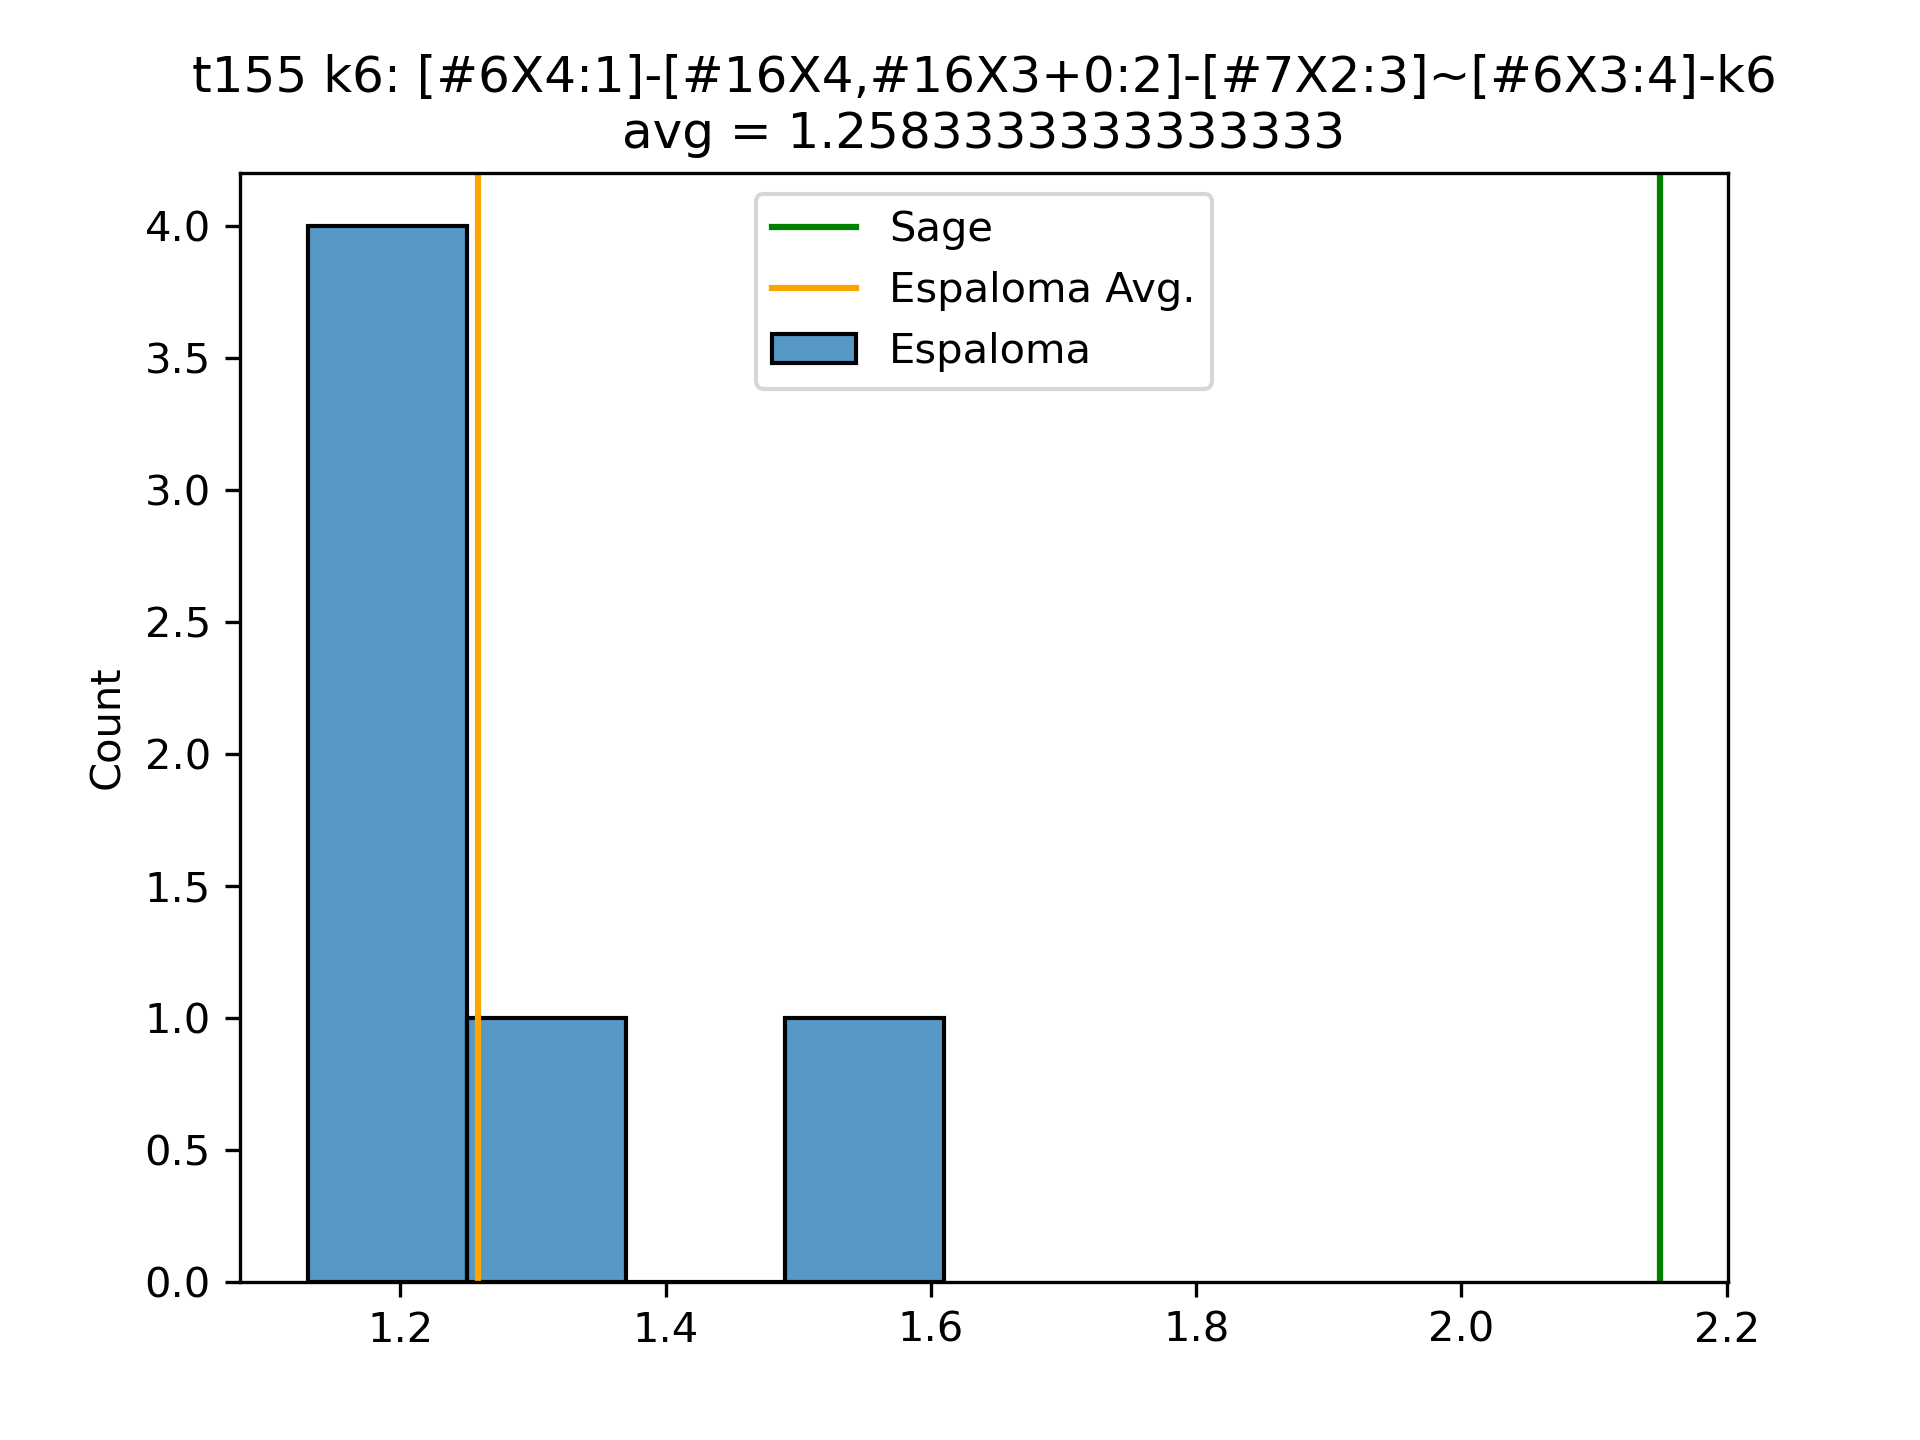 t155 k6: [#6X4:1]-[#16X4,#16X3+0:2]-[#7X2:3]~[#6X3:4]-k6
avg = 1.2583333333333333
Sage
Espaloma Avg.
Espaloma
4.0
3.5
3.0
2.5
2.0
1.5
1.0
0.5
0.0
Count
1.2 1.4 1.6 1.8 2.0 2.2